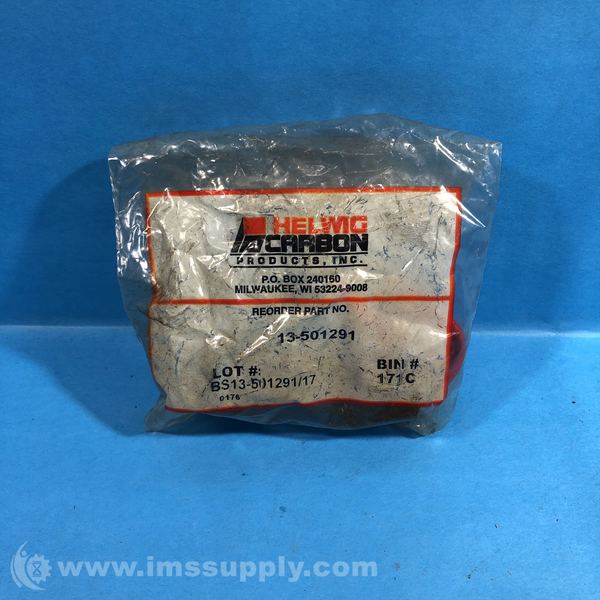 HELWIG
CARBON
PRODUCTS, INC.
P.O. BOX 240160
MILWAUKEE, WI 53224-9008
REORDER PART NO.
13-501291
LOT #:
BS13-501291/17
0176
BIN #
171C
www.imssupply.com